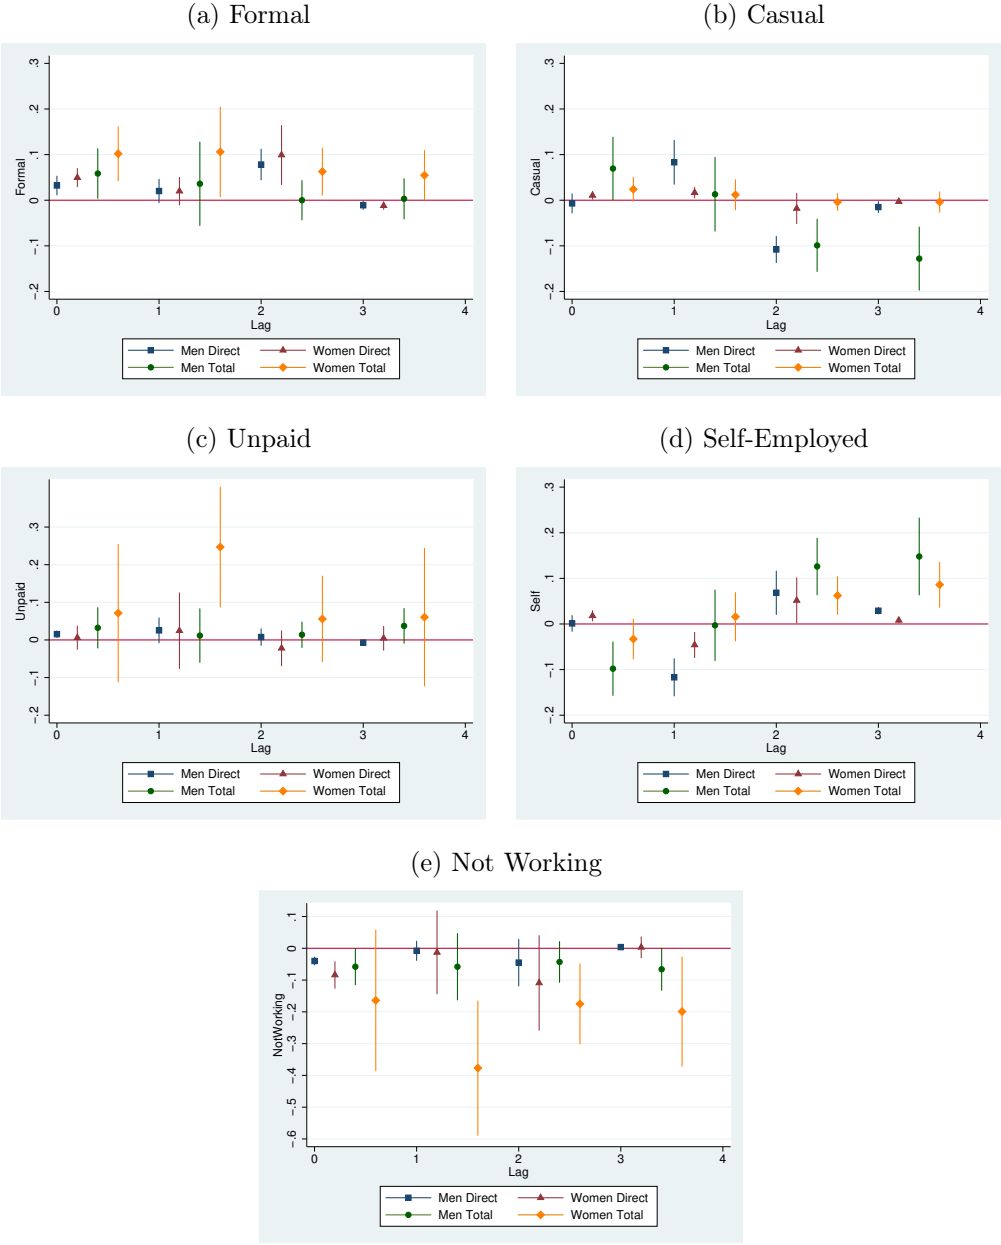 (a) Formal
(b) Casual
.3
.2
.1
0
-.1
-.2
Formal
0 1 2 3 4
Lag
Men Direct Women Direct
Men Total Women Total
.3
.2
.1
0
-.1
-.2
Casual
0 1 2 3 4
Lag
Men Direct Women Direct
Men Total Women Total
(c) Unpaid
(d) Self-Employed
.3
.2
.1
0
-.1
-.2
Unpaid
0 1 2 3 4
Lag
Men Direct Women Direct
Men Total Women Total
.3
.2
.1
0
-.1
-.2
Self
0 1 2 3 4
Lag
Men Direct Women Direct
Men Total Women Total
(e) Not Working
.1
0
-.1
-.2
-.3
-.4
-.5
-.6
NotWorking
0 1 2 3 4
Lag
Men Direct Women Direct
Men Total Women Total